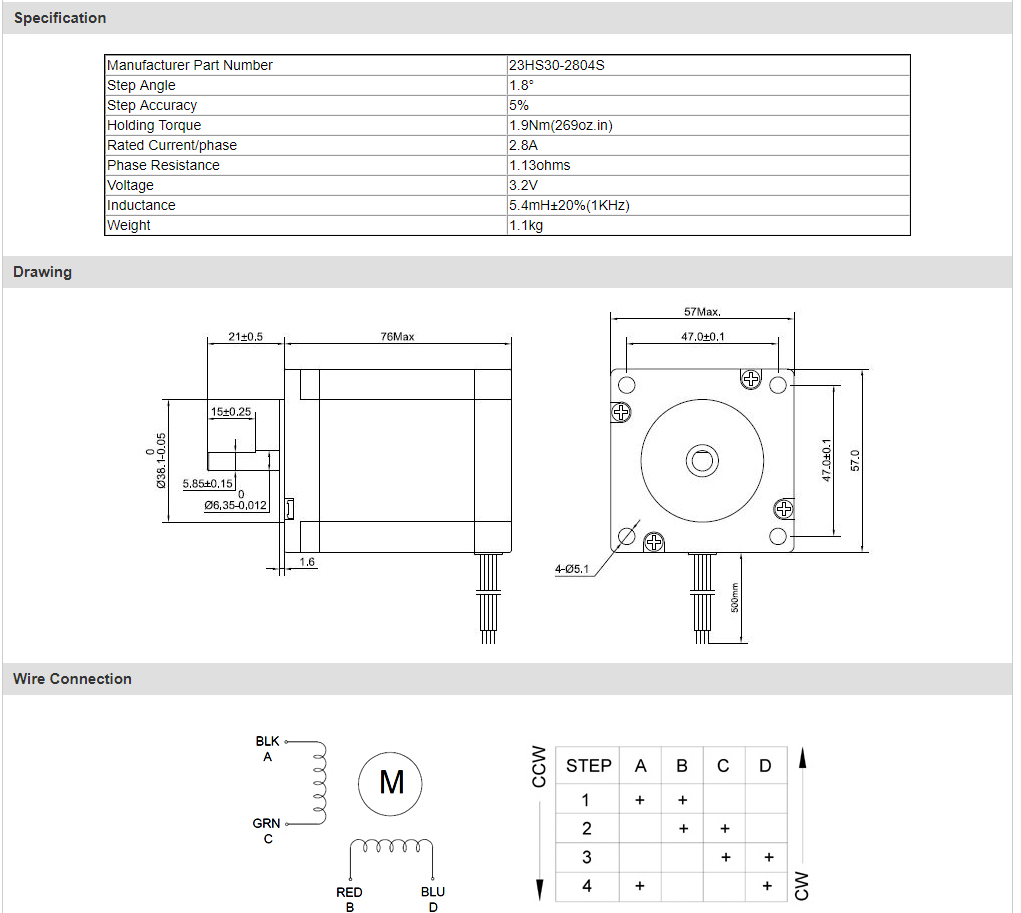 Specification
Manufacturer Part Number 23HS30-2804S
Step Angle 1.8°
Step Accuracy 5%
Holding Torque 1.9Nm(269oz.in)
Rated Current/phase 2.8A
Phase Resistance 1.13ohms
Voltage 3.2V
Inductance 5.4mH±20%(1KHz)
Weight 1.1kg
Drawing
57Max.
21±0.5 76Max 47.0±0.1
15±0.25
0
Ø38.1-0.05
5.85±0.15
0
Ø6,35-0,012
47.0±0.1
57.0
1.6
4-Ø5.1
500mm
Wire Connection
BLK
A
GRN
C
M
RED BLU
B D
CCW
STEP A B C D
1 + +
2 + +
3 + +
4 + +
CW